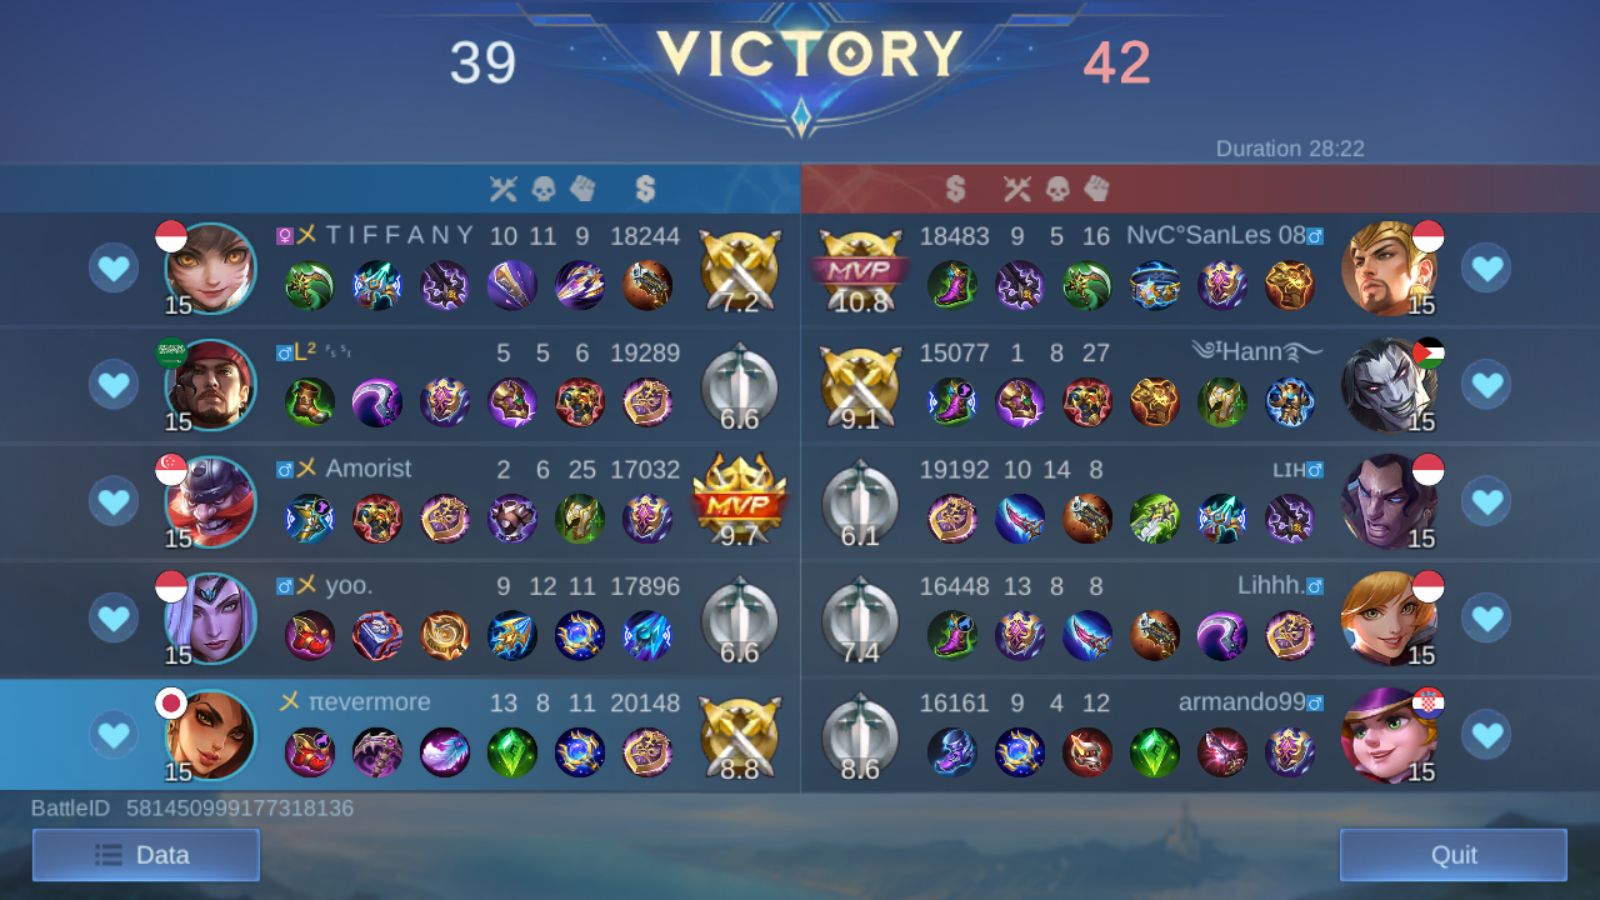 39 VICTORY 42
Duration 28:22
TIFFANY 10 11 9 18244
15 7.2
MVP 10.8 18483 9 5 16 NvC°SanLes 08
15
L² 5 5 6 19289
15 6.6
9.1 15077 1 8 27 Hann
15
Amorist 2 6 25 17032
15 MVP 9.7
6.1 19192 10 14 8 LIH
15
yoo. 9 12 11 17896
15 6.6
7.4 16448 13 8 8 Lihhh.
15
πevermore 13 8 11 20148
15 8.8
8.6 16161 9 4 12 armando99
15
BattleID 581450999177318136
Data Quit